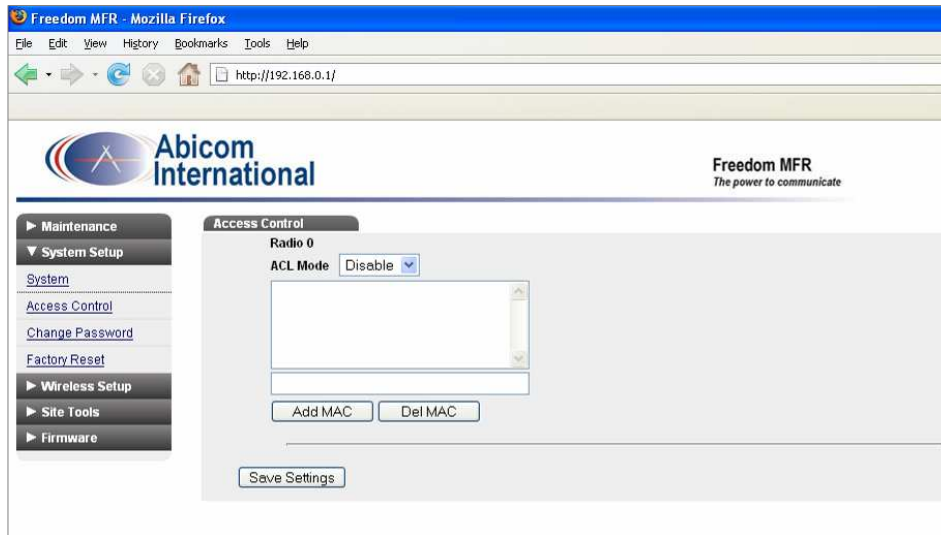 Freedom MFR - Mozilla Firefox
File Edit View History Bookmarks Tools Help
http://192.168.0.1/
Abicom
International
Freedom MFR
The power to communicate
Maintenance
System Setup
System
Access Control
Change Password
Factory Reset
Wireless Setup
Site Tools
Firmware
Access Control
Radio 0
ACL Mode Disable
Add MAC Del MAC
Save Settings